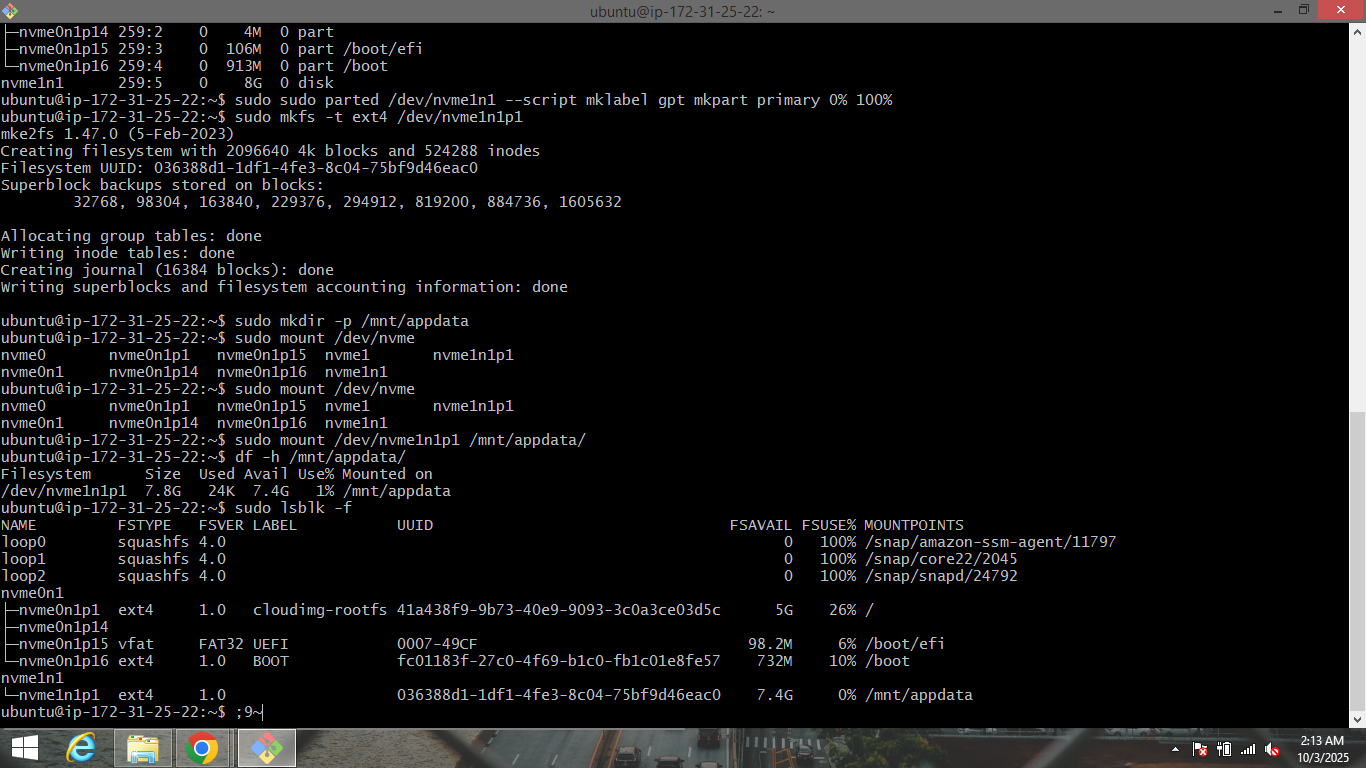 ubuntu@ip-172-31-25-22: ~
├─nvme0n1p14 259:2    0    4M  0 part
├─nvme0n1p15 259:3    0  106M  0 part /boot/efi
└─nvme0n1p16 259:4    0  913M  0 part /boot
nvme1n1      259:5    0    8G  0 disk
ubuntu@ip-172-31-25-22:~$ sudo sudo parted /dev/nvme1n1 --script mklabel gpt mkpart primary 0% 100%
ubuntu@ip-172-31-25-22:~$ sudo mkfs -t ext4 /dev/nvme1n1p1
mke2fs 1.47.0 (5-Feb-2023)
Creating filesystem with 2096640 4k blocks and 524288 inodes
Filesystem UUID: 036388d1-1df1-4fe3-8c04-75bf9d46eac0
Superblock backups stored on blocks:
        32768, 98304, 163840, 229376, 294912, 819200, 884736, 1605632
Allocating group tables: done
Writing inode tables: done
Creating journal (16384 blocks): done
Writing superblocks and filesystem accounting information: done
ubuntu@ip-172-31-25-22:~$ sudo mkdir -p /mnt/appdata
ubuntu@ip-172-31-25-22:~$ sudo mount /dev/nvme
nvme0       nvme0n1p1   nvme0n1p15  nvme1       nvme1n1p1
nvme0n1     nvme0n1p14  nvme0n1p16  nvme1n1
ubuntu@ip-172-31-25-22:~$ sudo mount /dev/nvme
nvme0       nvme0n1p1   nvme0n1p15  nvme1       nvme1n1p1
nvme0n1     nvme0n1p14  nvme0n1p16  nvme1n1
ubuntu@ip-172-31-25-22:~$ sudo mount /dev/nvme1n1p1 /mnt/appdata/
ubuntu@ip-172-31-25-22:~$ df -h /mnt/appdata/
Filesystem      Size  Used Avail Use% Mounted on
/dev/nvme1n1p1  7.8G   24K  7.4G   1% /mnt/appdata
ubuntu@ip-172-31-25-22:~$ sudo lsblk -f
NAME         FSTYPE   FSVER LABEL           UUID                                 FSAVAIL FSUSE% MOUNTPOINTS
loop0        squashfs 4.0                                                              0   100% /snap/amazon-ssm-agent/11797
loop1        squashfs 4.0                                                              0   100% /snap/core22/2045
loop2        squashfs 4.0                                                              0   100% /snap/snapd/24792
nvme0n1
├─nvme0n1p1  ext4     1.0   cloudimg-rootfs 41a438f9-9b73-40e9-9093-3c0a3ce03d5c      5G    26% /
├─nvme0n1p14
├─nvme0n1p15 vfat     FAT32 UEFI            0007-49CF                              98.2M     6% /boot/efi
└─nvme0n1p16 ext4     1.0   BOOT            fc01183f-27c0-4f69-b1c0-fb1c01e8fe57    732M    10% /boot
nvme1n1
└─nvme1n1p1  ext4     1.0                   036388d1-1df1-4fe3-8c04-75bf9d46eac0    7.4G     0% /mnt/appdata
ubuntu@ip-172-31-25-22:~$ ;9~
2:13 AM
10/3/2025